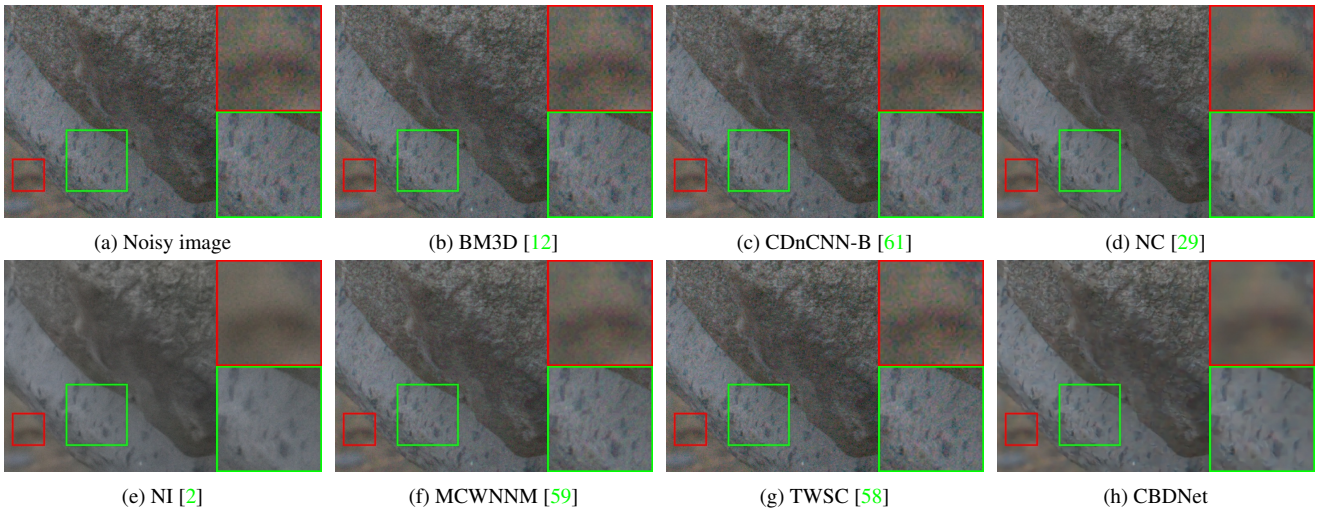 (a) Noisy image
(b) BM3D [12]
(c) CDnCNN-B [61]
(d) NC [29]
(e) NI [2]
(f) MCWNNM [59]
(g) TWSC [58]
(h) CBDNet